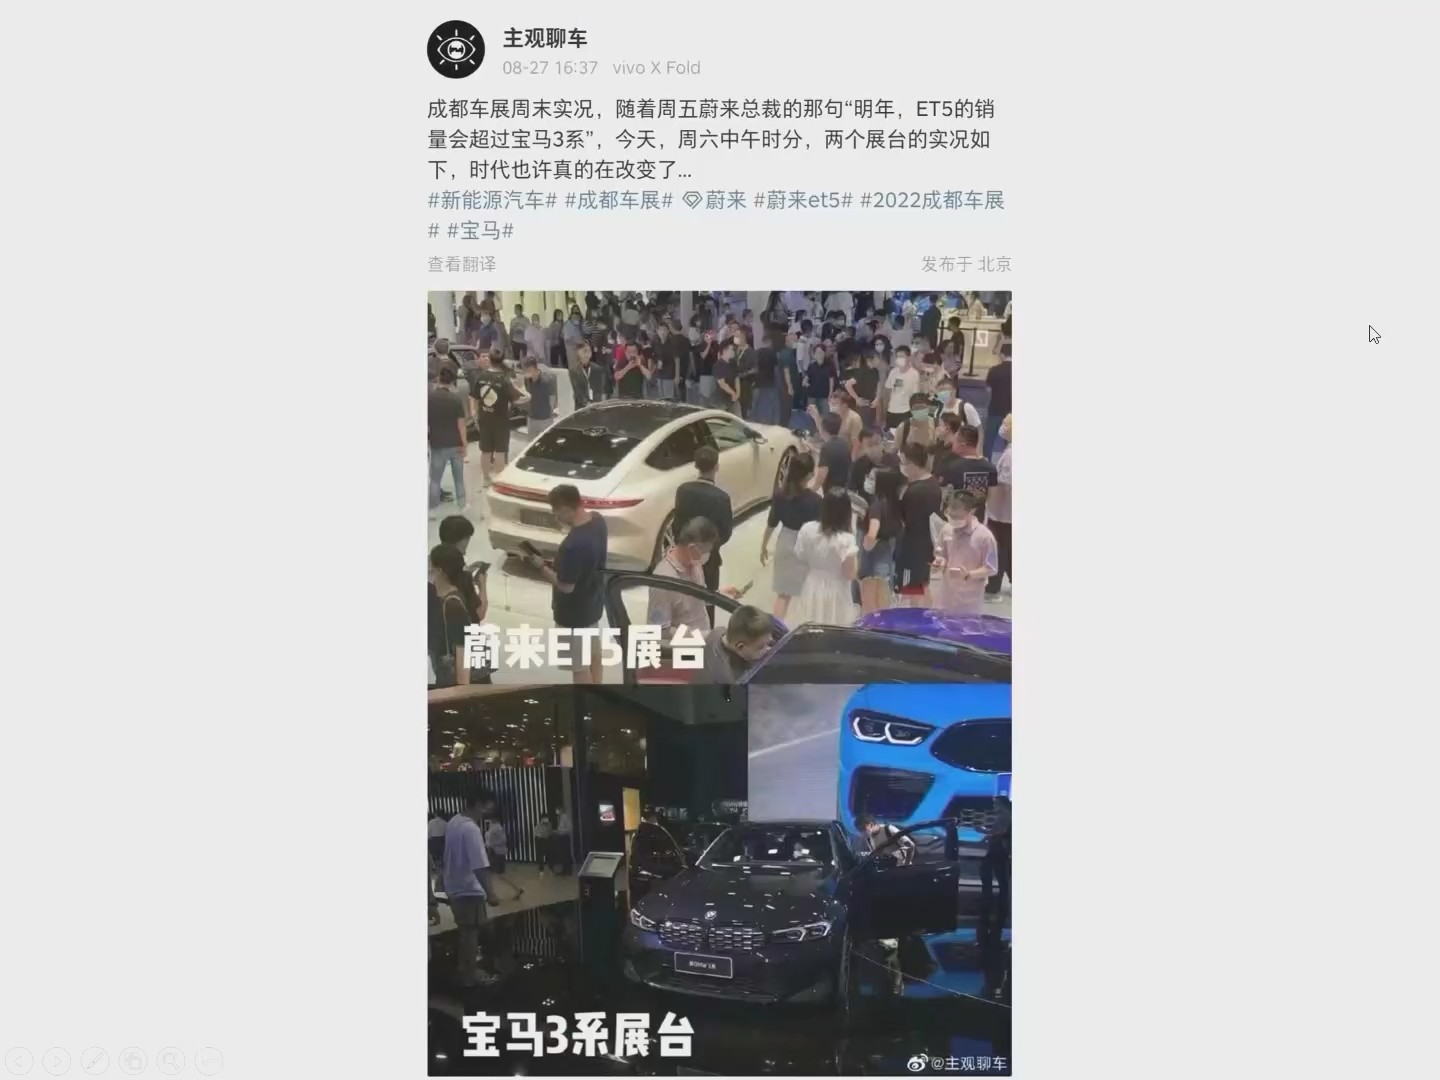 主观聊车
08-27 16:37 vivo X Fold
成都车展周末实况，随着周五蔚来总裁的那句“明年，ET5的销
量会超过宝马3系”，今天，周六中午时分，两个展台的实况如
下，时代也许真的在改变了...
#新能源汽车# #成都车展# 蔚来 #蔚来et5# #2022成都车展
# #宝马#
查看翻译 发布于 北京
蔚来ET5展台
宝马3系展台
@主观聊车